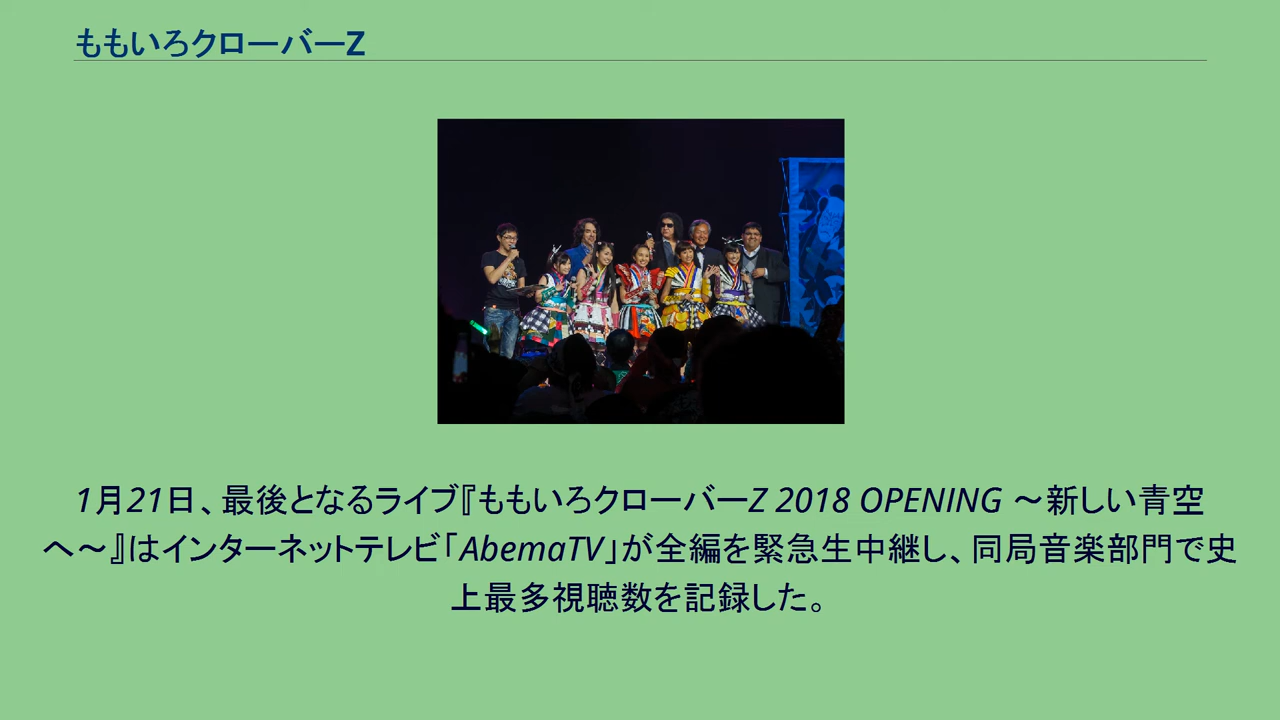 ももいろクローバーZ
1月21日、最後となるライブ『ももいろクローバーZ 2018 OPENING 〜新しい青空
へ〜』はインターネットテレビ「AbemaTV」が全編を緊急生中継し、同局音楽部門で史
上最多視聴数を記録した。